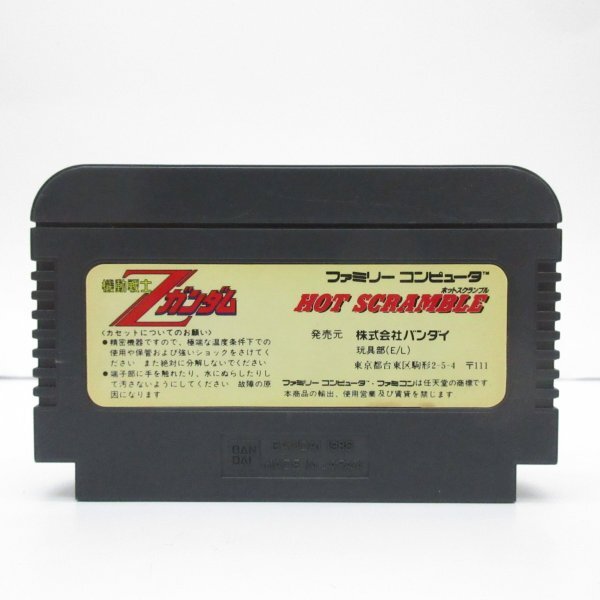 機動戦士
Zガンダム
ファミリー コンピュータ™
ホットスクランブル
HOT SCRAMBLE
発売元 株式会社バンダイ
玩具部(E/L)
東京都台東区駒形2-5-4 〒111
〈カセットについてのお願い〉
●精密機器ですので、極端な温度条件下での
使用や保管および強いショックをさけてくだ
さい また絶対に分解しないでください
●端子部に手を触れたり、水にぬらしたりし
て汚さないようにしてください 故障の原
因になります
ファミリー コンピュータ・ファミコンは任天堂の商標です
本商品の輸出、使用営業及び賃貸を禁じます
BAN
DAI
©BANDAI 1986
MADE IN JAPAN